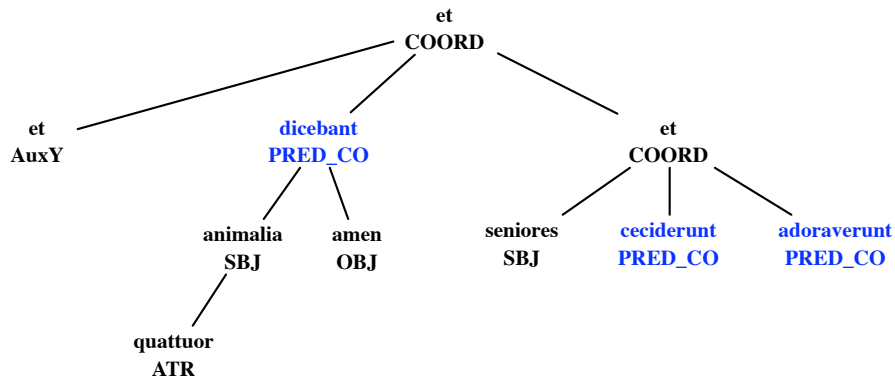 et
COORD
et
AuxY
dicebant
PRED_CO
et
COORD
animalia
SBJ
amen
OBJ
seniores
SBJ
ceciderunt
PRED_CO
adoraverunt
PRED_CO
quattuor
ATR